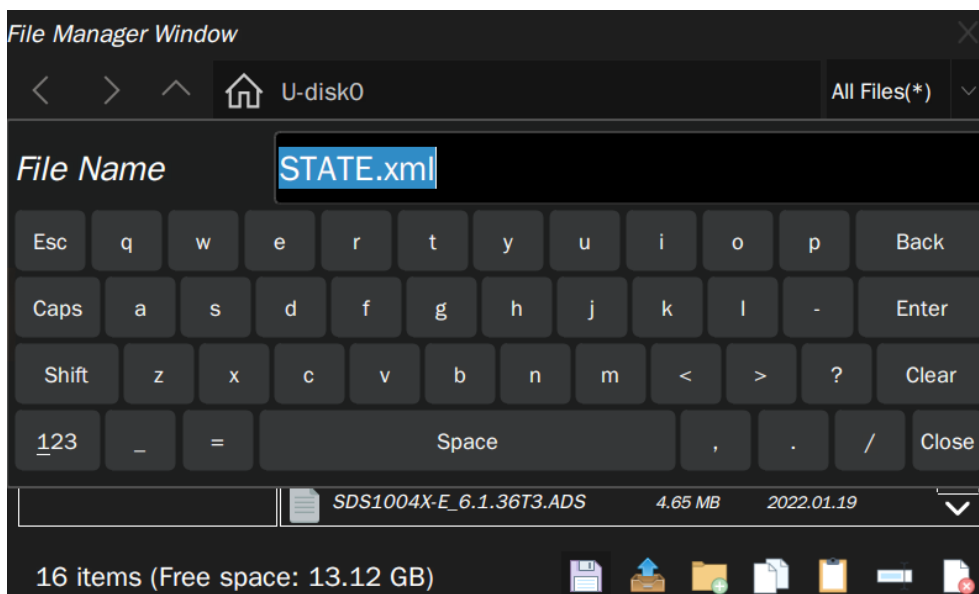 File Manager Window X
U-disk0 All Files(*)
File Name STATE.xml
Esc q w e r t y u i o p Back
Caps a s d f g h j k l - Enter
Shift z x c v b n m < > ? Clear
123 _ = Space , . / Close
SDS1004X-E_6.1.36T3.ADS 4.65 MB 2022.01.19
16 items (Free space: 13.12 GB)